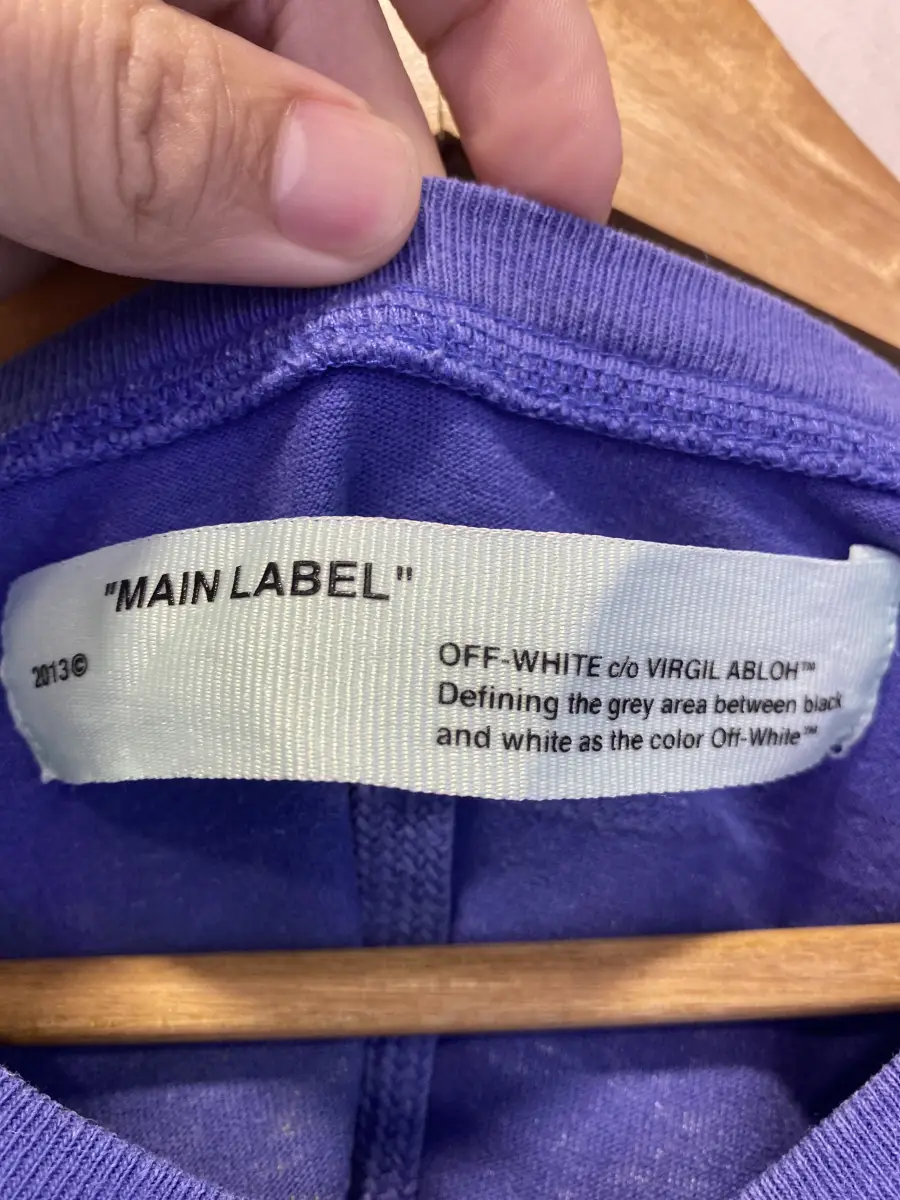 "MAIN LABEL"
2013©
OFF-WHITE c/o VIRGIL ABLOH™
Defining the grey area between black
and white as the color Off-White™